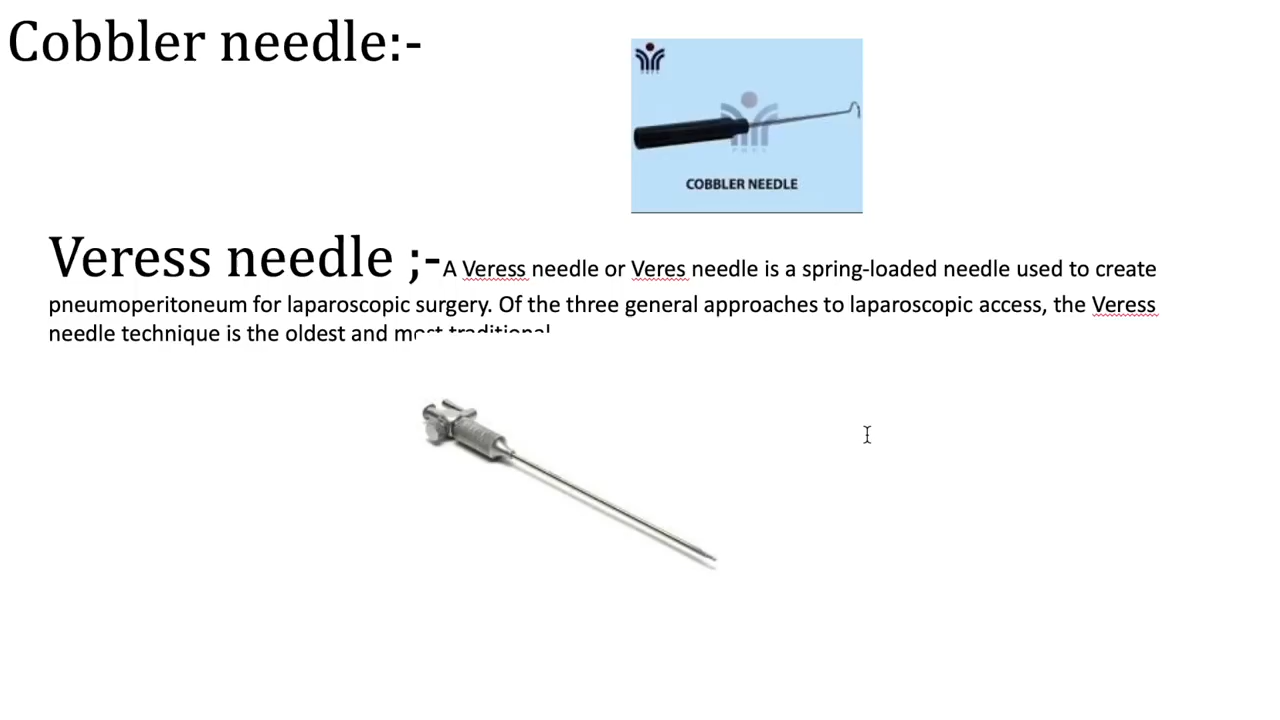 Cobbler needle:-
COBBLER NEEDLE
Veress needle ;-A Veress needle or Veres needle is a spring-loaded needle used to create
pneumoperitoneum for laparoscopic surgery. Of the three general approaches to laparoscopic access, the Veress
needle technique is the oldest and most traditional